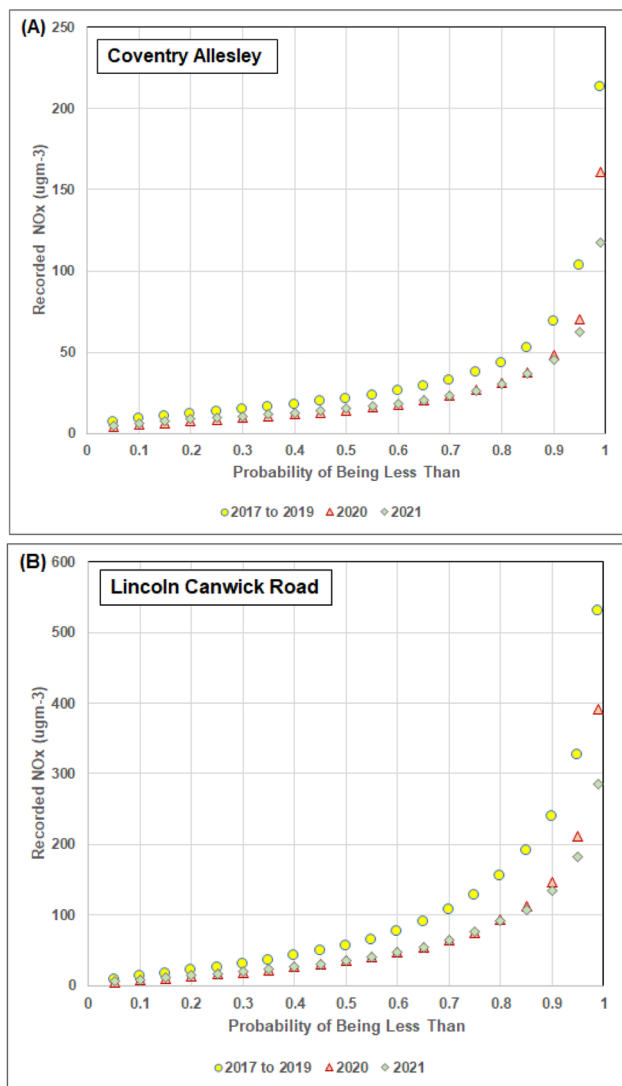 (A)
Coventry Allesley
250
200
150
100
50
0
Recorded NOx (ugm-3)
0 0.1 0.2 0.3 0.4 0.5 0.6 0.7 0.8 0.9 1
Probability of Being Less Than
2017 to 2019 2020 2021
(B)
Lincoln Canwick Road
600
500
400
300
200
100
0
Recorded NOx (ugm-3)
0 0.1 0.2 0.3 0.4 0.5 0.6 0.7 0.8 0.9 1
Probability of Being Less Than
2017 to 2019 2020 2021